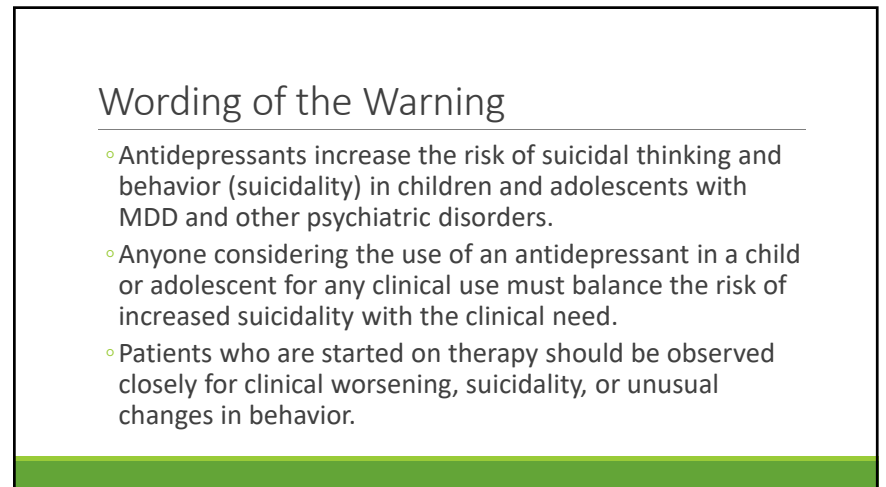 Wording of the Warning
◦Antidepressants increase the risk of suicidal thinking and
behavior (suicidality) in children and adolescents with
MDD and other psychiatric disorders.
◦Anyone considering the use of an antidepressant in a child
or adolescent for any clinical use must balance the risk of
increased suicidality with the clinical need.
◦Patients who are started on therapy should be observed
closely for clinical worsening, suicidality, or unusual
changes in behavior.